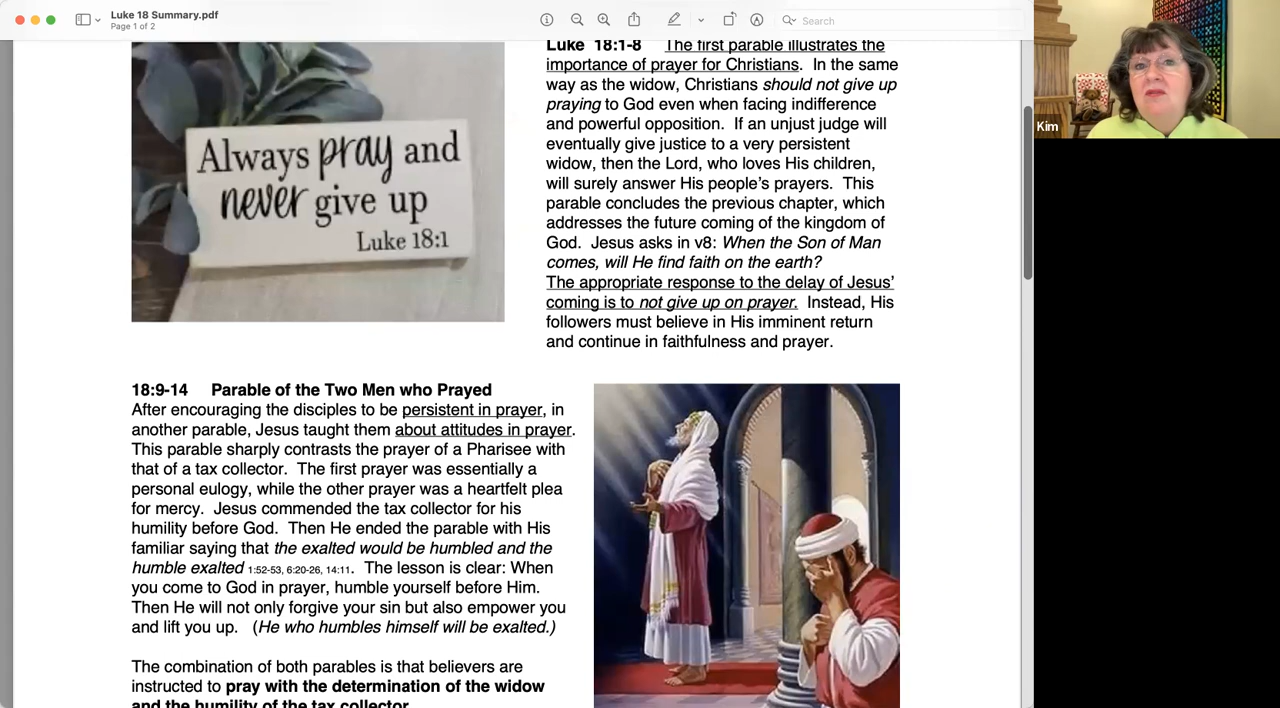 Luke 18 Summary.pdf
Page 1 of 2
Search
Kim
Always pray and
never give up
Luke 18:1
Luke 18:1-8 The first parable illustrates the
importance of prayer for Christians. In the same
way as the widow, Christians should not give up
praying to God even when facing indifference
and powerful opposition. If an unjust judge will
eventually give justice to a very persistent
widow, then the Lord, who loves His children,
will surely answer His people's prayers. This
parable concludes the previous chapter, which
addresses the future coming of the kingdom of
God. Jesus asks in v8: When the Son of Man
comes, will He find faith on the earth?
The appropriate response to the delay of Jesus'
coming is to not give up on prayer. Instead, His
followers must believe in His imminent return
and continue in faithfulness and prayer.
18:9-14 Parable of the Two Men who Prayed
After encouraging the disciples to be persistent in prayer, in
another parable, Jesus taught them about attitudes in prayer.
This parable sharply contrasts the prayer of a Pharisee with
that of a tax collector. The first prayer was essentially a
personal eulogy, while the other prayer was a heartfelt plea
for mercy. Jesus commended the tax collector for his
humility before God. Then He ended the parable with His
familiar saying that the exalted would be humbled and the
humble exalted 1:52-53, 6:20-26, 14:11. The lesson is clear: When
you come to God in prayer, humble yourself before Him.
Then He will not only forgive your sin but also empower you
and lift you up. (He who humbles himself will be exalted.)
The combination of both parables is that believers are
instructed to pray with the determination of the widow
and the humility of the tax collector.